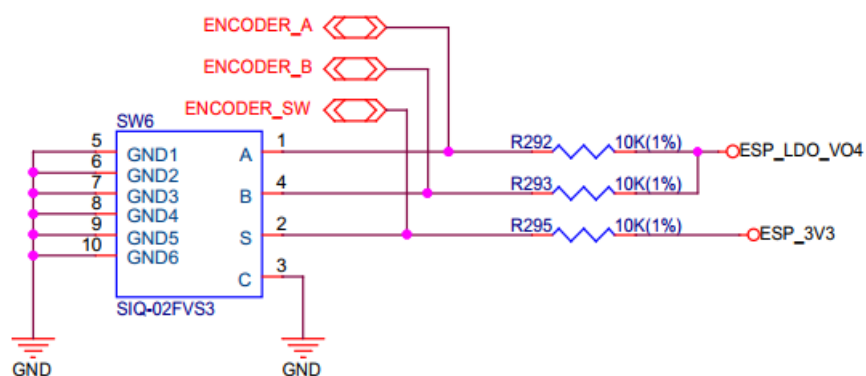 ENCODER_A
ENCODER_B
ENCODER_SW
SW6
5 GND1 A 1 R292 10K(1%) ESP_LDO_VO4
6 GND2
7 GND3 B 4 R293 10K(1%)
8 GND4
9 GND5 S 2 R295 10K(1%) ESP_3V3
10 GND6
C 3
SIQ-02FVS3
GND GND